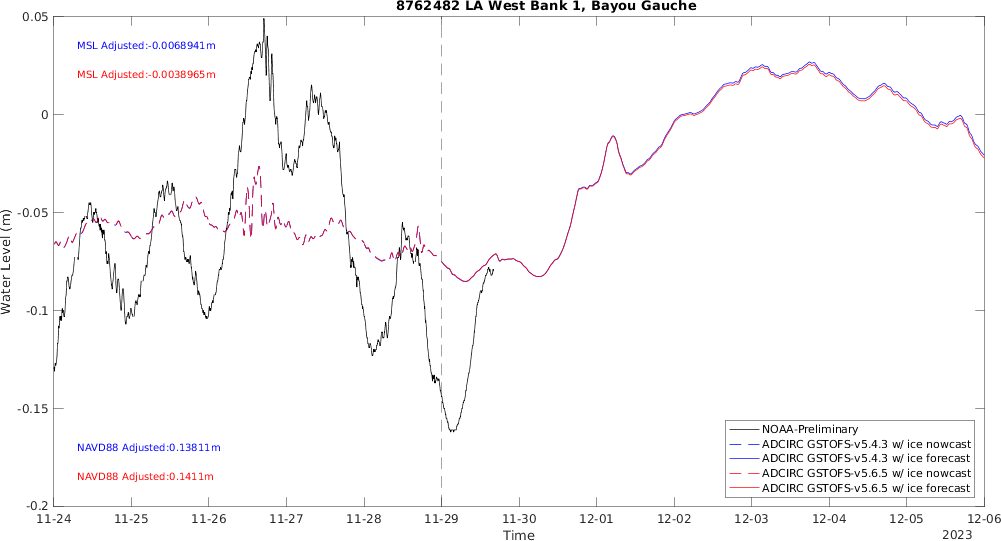 8762482 LA West Bank 1, Bayou Gauche
0.05
MSL Adjusted:-0.0068941m
MSL Adjusted:-0.0038965m
0
-0.05
Water Level (m)
-0.1
-0.15
NAVD88 Adjusted:0.13811m
NAVD88 Adjusted:0.1411m
NOAA-Preliminary
ADCIRC GSTOFS-v5.4.3 w/ ice nowcast
ADCIRC GSTOFS-v5.4.3 w/ ice forecast
ADCIRC GSTOFS-v5.6.5 w/ ice nowcast
ADCIRC GSTOFS-v5.6.5 w/ ice forecast
-0.2
11-24 11-25 11-26 11-27 11-28 11-29 11-30 12-01 12-02 12-03 12-04 12-05 12-06
Time
2023